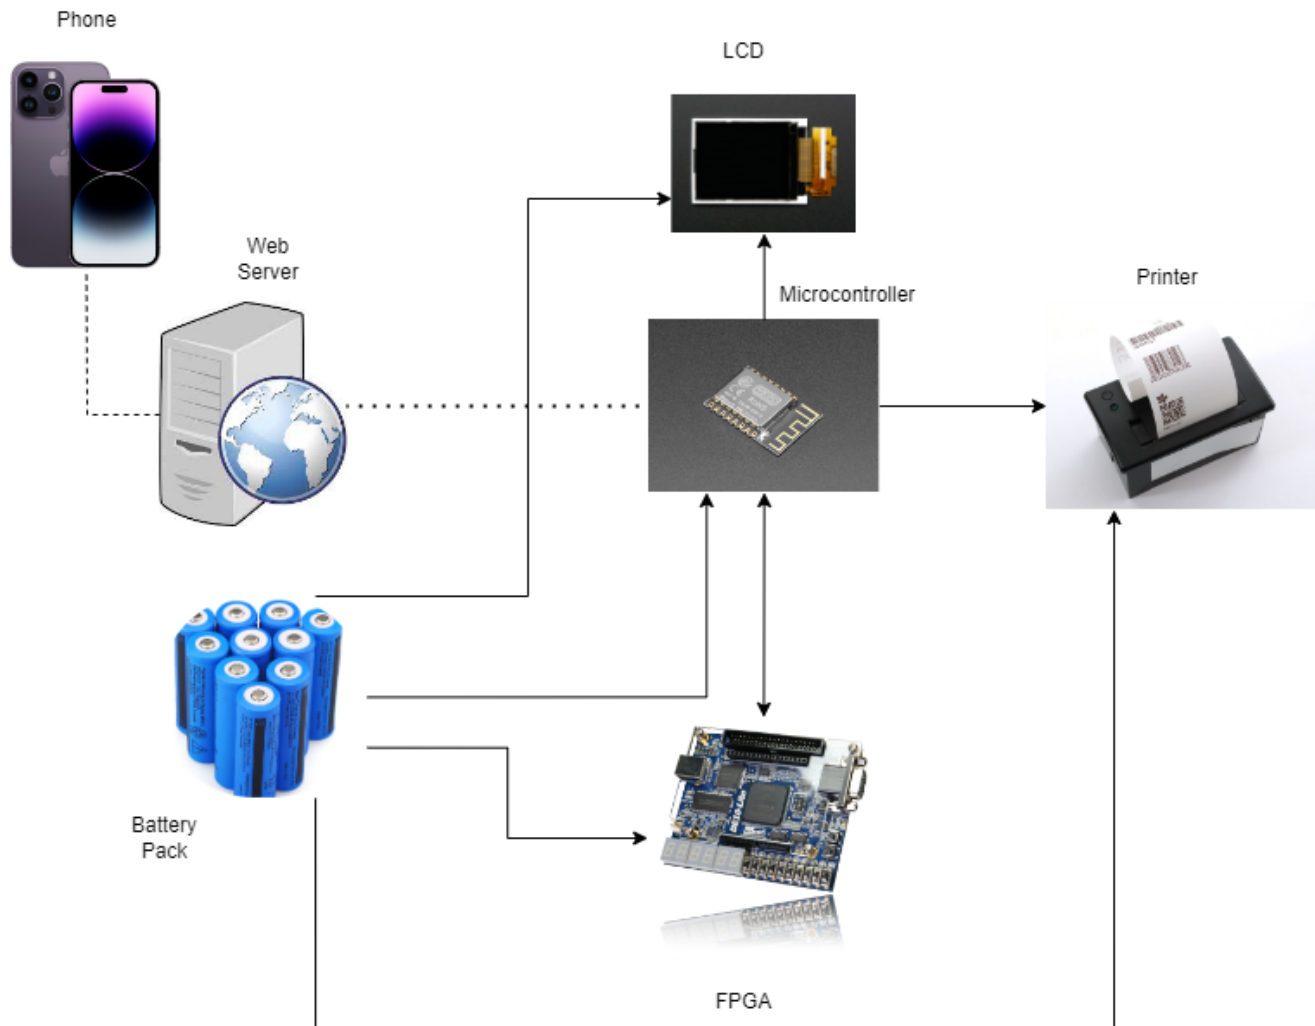 Phone
LCD
Web
Server
Microcontroller
Printer
Battery
Pack
FPGA